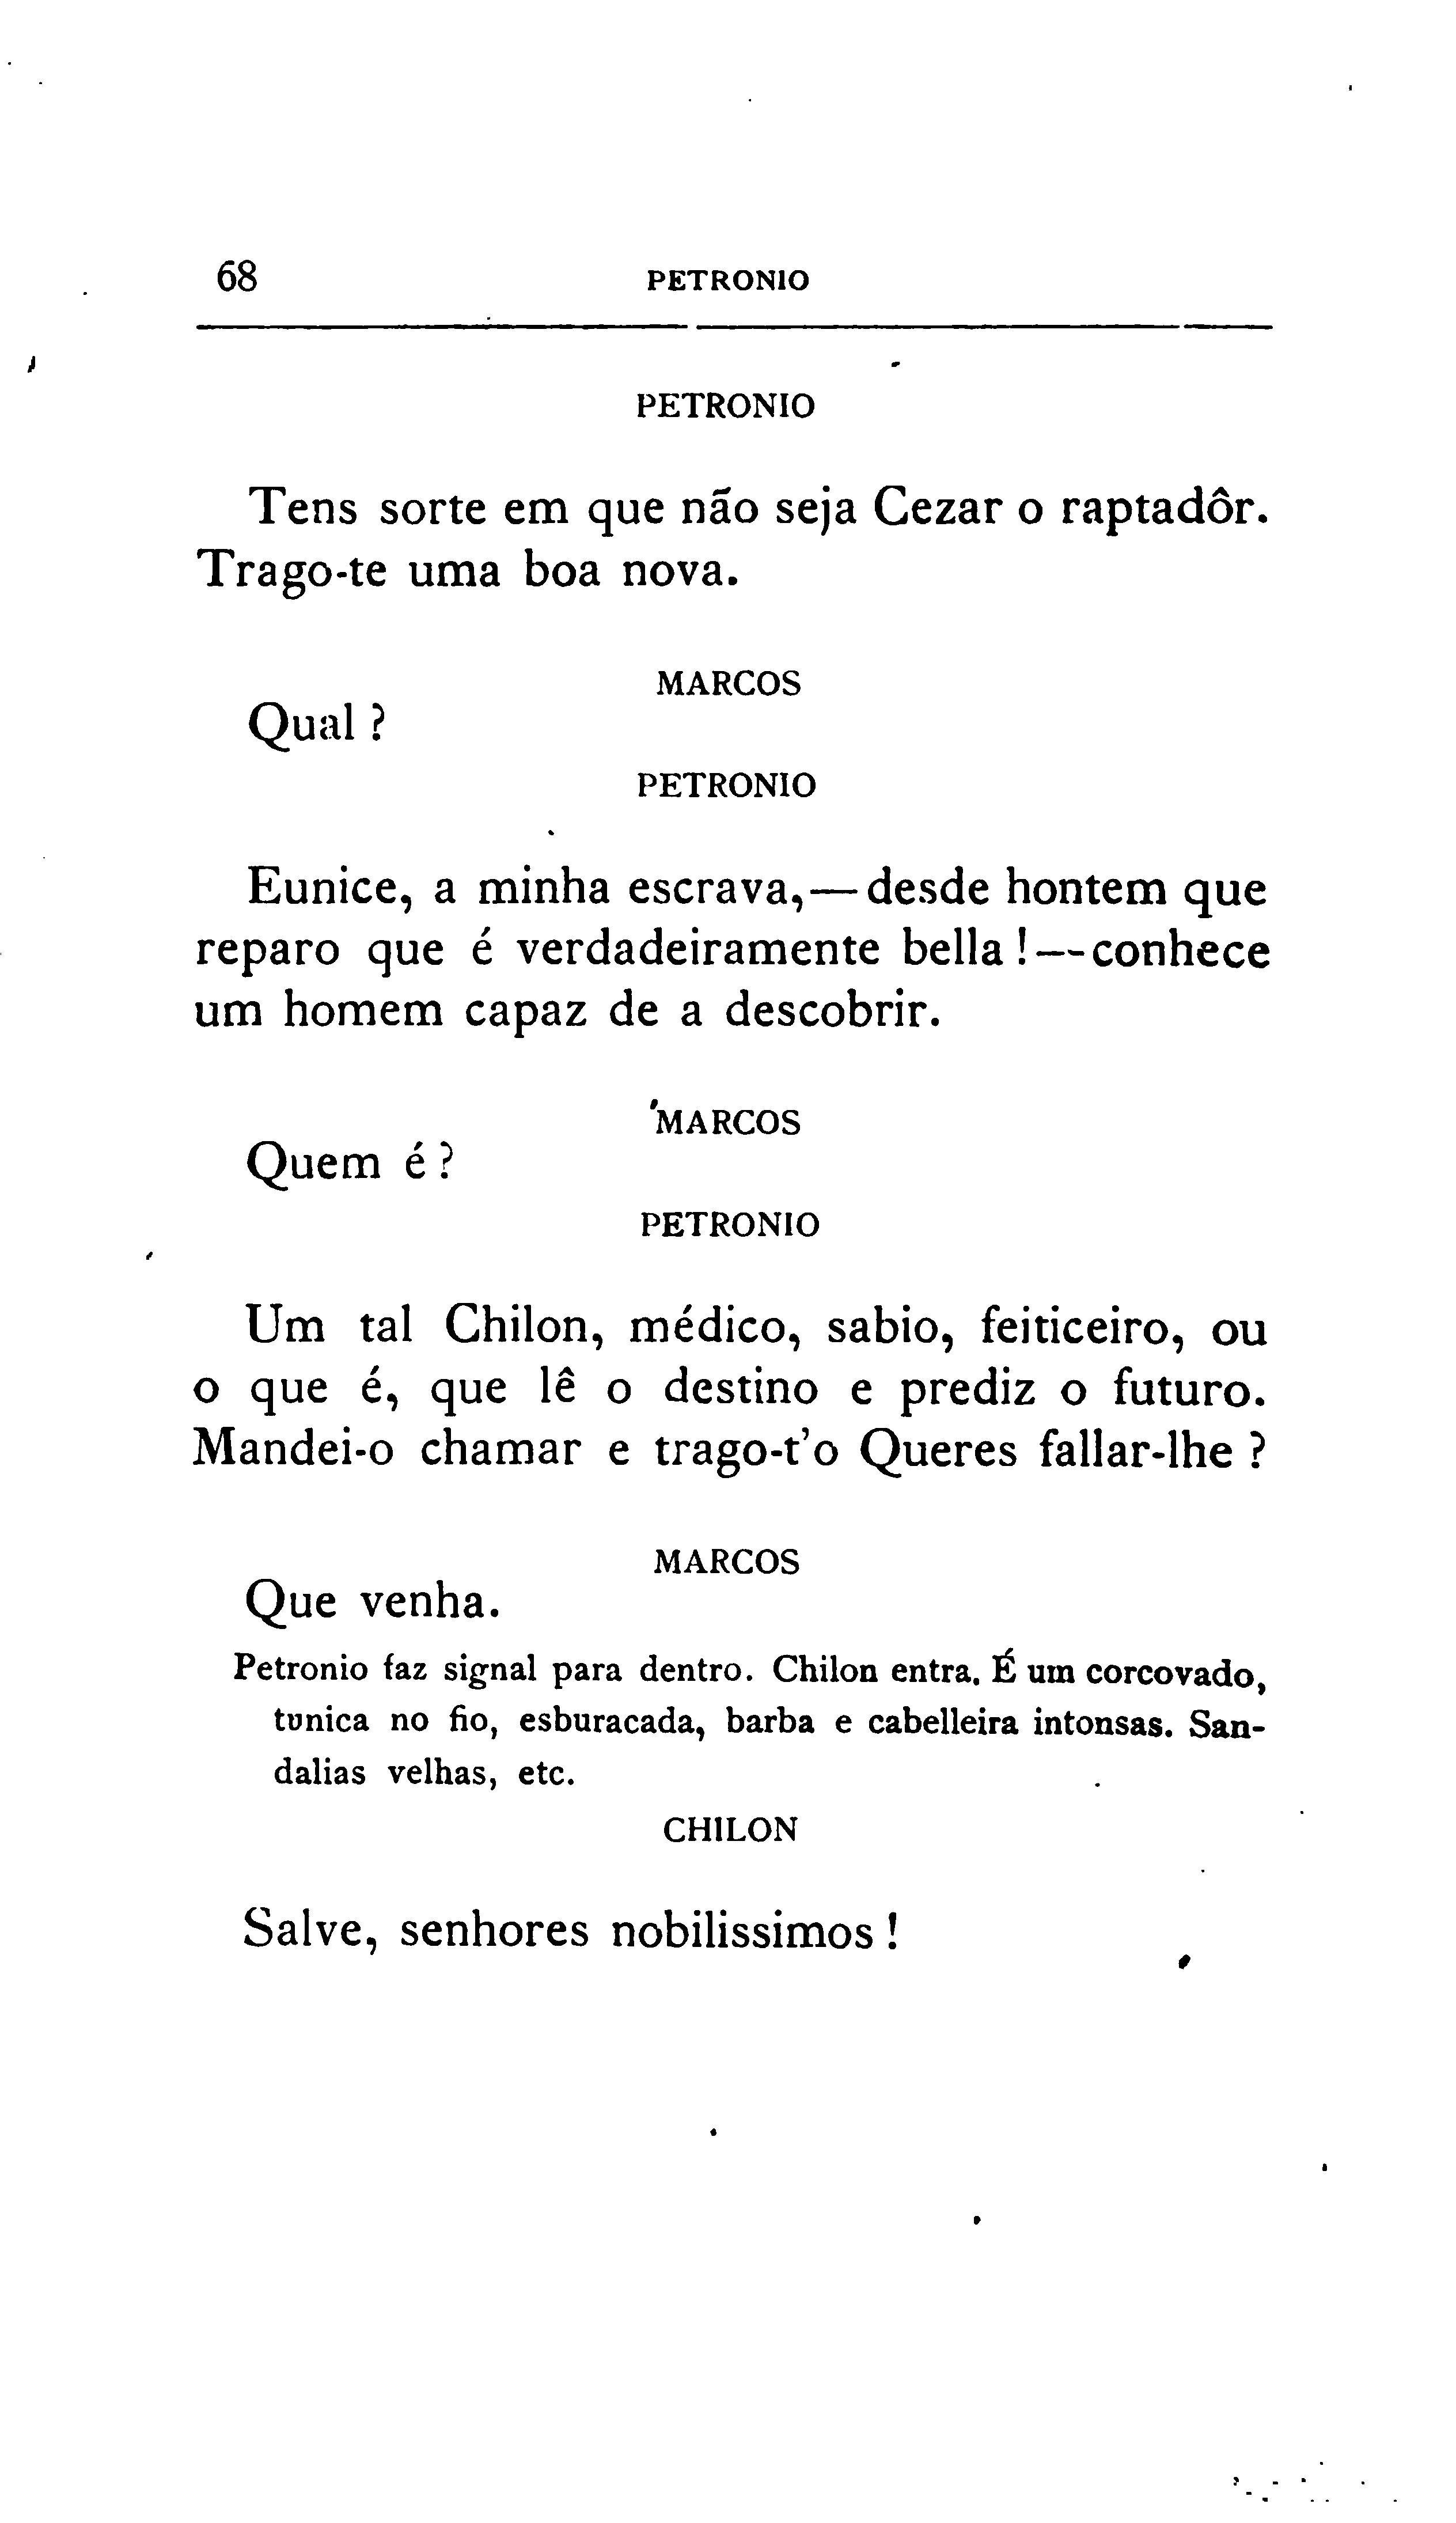 68 PETRONIO
PETRONIO
Tens sorte em que não seja Cezar o raptadôr.
Trago-te uma boa nova.
MARCOS
Qual ?
PETRONIO
Eunice, a minha escrava,—desde hontem que
reparo que é verdadeiramente bella !—conhece
um homem capaz de a descobrir.
MARCOS
Quem é ?
PETRONIO
Um tal Chilon, médico, sabio, feiticeiro, ou
o que é, que lê o destino e prediz o futuro.
Mandei-o chamar e trago-t’o Queres fallar-lhe ?
MARCOS
Que venha.
Petronio faz signal para dentro. Chilon entra. É um corcovado,
tunica no fio, esburacada, barba e cabelleira intonsas. San-
dalias velhas, etc.
CHILON
Salve, senhores nobilissimos !